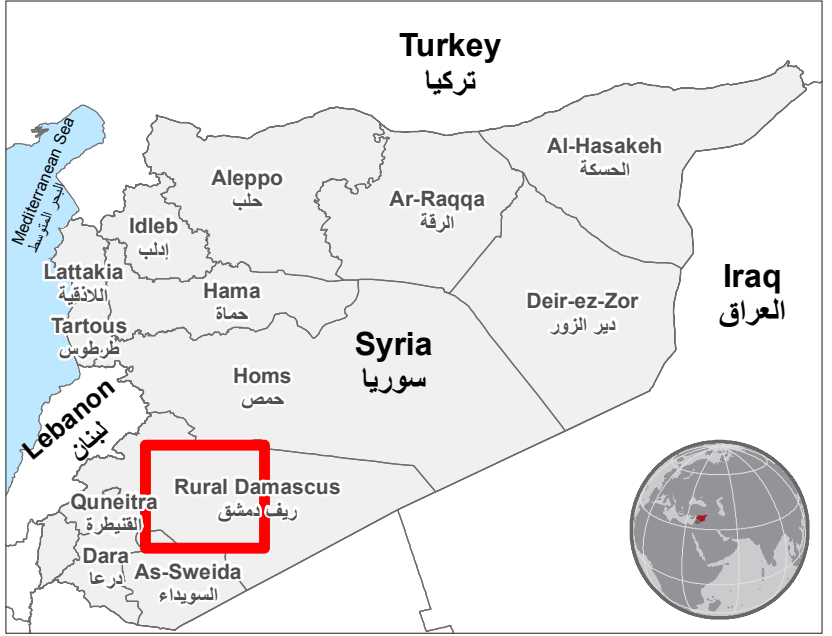 Turkey
تركيا
Mediterranean Sea
البحر المتوسط
Al-Hasakeh
الحسكة
Aleppo
حلب
Ar-Raqqa
الرقة
Idleb
إدلب
Lattakia
اللاذقية
Hama
حماة
Deir-ez-Zor
دير الزور
Iraq
العراق
Tartous
طرطوس
Syria
سوريا
Homs
حمص
Lebanon
لبنان
Rural Damascus
ريف دمشق
Quneitra
القنيطرة
Dara
درعا
As-Sweida
السويداء